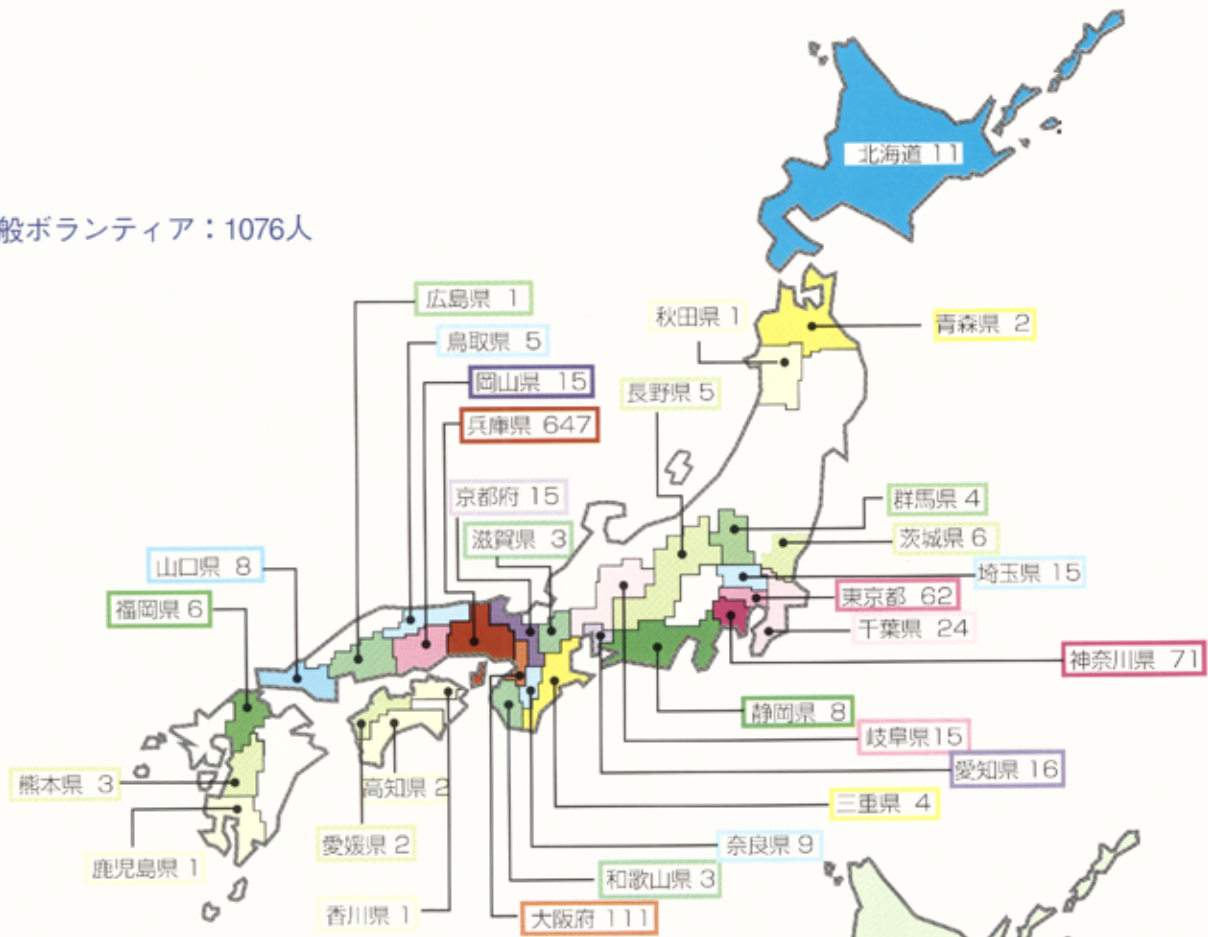 北海道 11
般ボランティア：1076人
広島県 1
秋田県 1
青森県 2
鳥取県 5
岡山県 15
長野県 5
兵庫県 647
京都府 15
群馬県 4
滋賀県 3
茨城県 6
山口県 8
埼玉県 15
福岡県 6
東京都 62
千葉県 24
神奈川県 71
静岡県 8
岐阜県15
愛知県 16
熊本県 3
高知県 2
三重県 4
愛媛県 2
奈良県 9
鹿児島県 1
和歌山県 3
香川県 1
大阪府 111